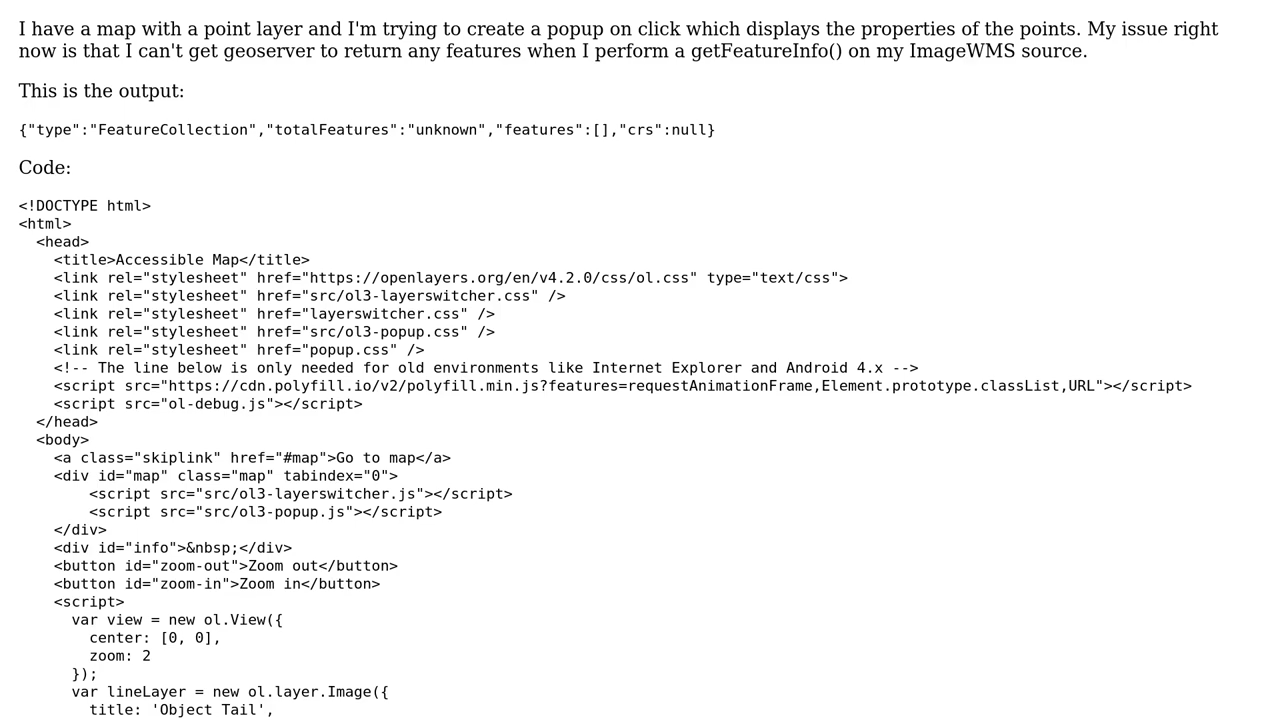 I have a map with a point layer and I'm trying to create a popup on click which displays the properties of the points. My issue right
now is that I can't get geoserver to return any features when I perform a getFeatureInfo() on my ImageWMS source.
This is the output:
{"type":"FeatureCollection","totalFeatures":"unknown","features":[],"crs":null}
Code:
<!DOCTYPE html>
<html>
  <head>
    <title>Accessible Map</title>
    <link rel="stylesheet" href="https://openlayers.org/en/v4.2.0/css/ol.css" type="text/css">
    <link rel="stylesheet" href="src/ol3-layerswitcher.css" />
    <link rel="stylesheet" href="layerswitcher.css" />
    <link rel="stylesheet" href="src/ol3-popup.css" />
    <link rel="stylesheet" href="popup.css" />
    <!-- The line below is only needed for old environments like Internet Explorer and Android 4.x -->
    <script src="https://cdn.polyfill.io/v2/polyfill.min.js?features=requestAnimationFrame,Element.prototype.classList,URL"></script>
    <script src="ol-debug.js"></script>
  </head>
  <body>
    <a class="skiplink" href="#map">Go to map</a>
    <div id="map" class="map" tabindex="0">
        <script src="src/ol3-layerswitcher.js"></script>
        <script src="src/ol3-popup.js"></script>
    </div>
    <div id="info">&nbsp;</div>
    <button id="zoom-out">Zoom out</button>
    <button id="zoom-in">Zoom in</button>
    <script>
      var view = new ol.View({
        center: [0, 0],
        zoom: 2
      });
      var lineLayer = new ol.layer.Image({
        title: 'Object Tail',